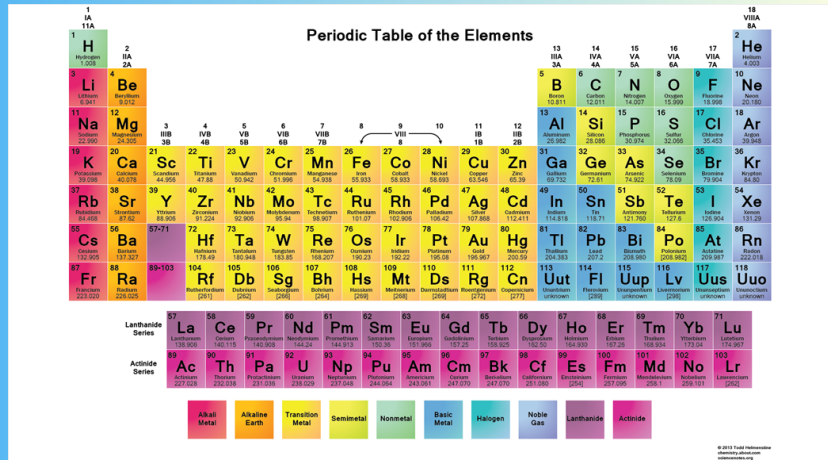 Periodic Table of the Elements
1 18
IA VIIIA
11A 8A
2 13 14 15 16 17
IIA IIIA IVA VA VIA VIIA
2A 3A 4A 5A 6A 7A
3 4 5 6 7 8 9 10 11 12
IIIB IVB VB VIB VIIB VIII IB IIB
3B 4B 5B 6B 7B 8 1B 2B
1 2
H He
Hydrogen Helium
1.008 4.003
3 4 5 6 7 8 9 10
Li Be B C N O F Ne
Lithium Beryllium Boron Carbon Nitrogen Oxygen Fluorine Neon
6.941 9.012 10.811 12.011 14.007 15.999 18.998 20.180
11 12 13 14 15 16 17 18
Na Mg Al Si P S Cl Ar
Sodium Magnesium Aluminum Silicon Phosphorus Sulfur Chlorine Argon
22.990 24.305 26.982 28.086 30.974 32.066 35.453 39.948
19 20 21 22 23 24 25 26 27 28 29 30 31 32 33 34 35 36
K Ca Sc Ti V Cr Mn Fe Co Ni Cu Zn Ga Ge As Se Br Kr
Potassium Calcium Scandium Titanium Vanadium Chromium Manganese Iron Cobalt Nickel Copper Zinc Gallium Germanium Arsenic Selenium Bromine Krypton
39.098 40.078 44.956 47.88 50.942 51.996 54.938 55.933 58.933 58.693 63.546 65.39 69.732 72.61 74.922 78.09 79.904 84.80
37 38 39 40 41 42 43 44 45 46 47 48 49 50 51 52 53 54
Rb Sr Y Zr Nb Mo Tc Ru Rh Pd Ag Cd In Sn Sb Te I Xe
Rubidium Strontium Yttrium Zirconium Niobium Molybdenum Technetium Ruthenium Rhodium Palladium Silver Cadmium Indium Tin Antimony Tellurium Iodine Xenon
84.468 87.62 88.906 91.224 92.906 95.94 98.907 101.07 102.906 106.42 107.868 112.411 114.818 118.71 121.760 127.6 126.904 131.29
55 56 57-71 72 73 74 75 76 77 78 79 80 81 82 83 84 85 86
Cs Ba Hf Ta W Re Os Ir Pt Au Hg Tl Pb Bi Po At Rn
Cesium Barium Hafnium Tantalum Tungsten Rhenium Osmium Iridium Platinum Gold Mercury Thallium Lead Bismuth Polonium Astatine Radon
132.905 137.327 178.49 180.948 183.85 186.207 190.23 192.22 195.08 196.967 200.59 204.383 207.2 208.980 [208.982] 209.987 222.018
87 88 89-103 104 105 106 107 108 109 110 111 112 113 114 115 116 117 118
Fr Ra Rf Db Sg Bh Hs Mt Ds Rg Cn Uut Fl Uup Lv Uus Uuo
Francium Radium Rutherfordium Dubnium Seaborgium Bohrium Hassium Meitnerium Darmstadtium Roentgenium Copernicium Ununtrium Flerovium Ununpentium Livermorium Ununseptium Ununoctium
223.020 226.025 [261] [262] [266] [264] [269] [268] [269] [272] [277] unknown [289] unknown [298] unknown unknown
Lanthanide
Series
57 58 59 60 61 62 63 64 65 66 67 68 69 70 71
La Ce Pr Nd Pm Sm Eu Gd Tb Dy Ho Er Tm Yb Lu
Lanthanum Cerium Praseodymium Neodymium Promethium Samarium Europium Gadolinium Terbium Dysprosium Holmium Erbium Thulium Ytterbium Lutetium
138.906 140.115 140.908 144.24 144.913 150.36 151.966 157.25 158.925 162.50 164.930 167.26 168.934 173.04 174.967
Actinide
Series
89 90 91 92 93 94 95 96 97 98 99 100 101 102 103
Ac Th Pa U Np Pu Am Cm Bk Cf Es Fm Md No Lr
Actinium Thorium Protactinium Uranium Neptunium Plutonium Americium Curium Berkelium Californium Einsteinium Fermium Mendelevium Nobelium Lawrencium
227.028 232.038 231.036 238.029 237.048 244.064 243.061 247.070 247.070 251.080 [254] 257.095 258.1 259.101 [262]
Alkali Metal Alkaline Earth Transition Metal Semimetal Nonmetal Basic Metal Halogen Noble Gas Lanthanide Actinide
© 2013 Todd Helmenstine
chemistry.about.com
sciencenotes.org